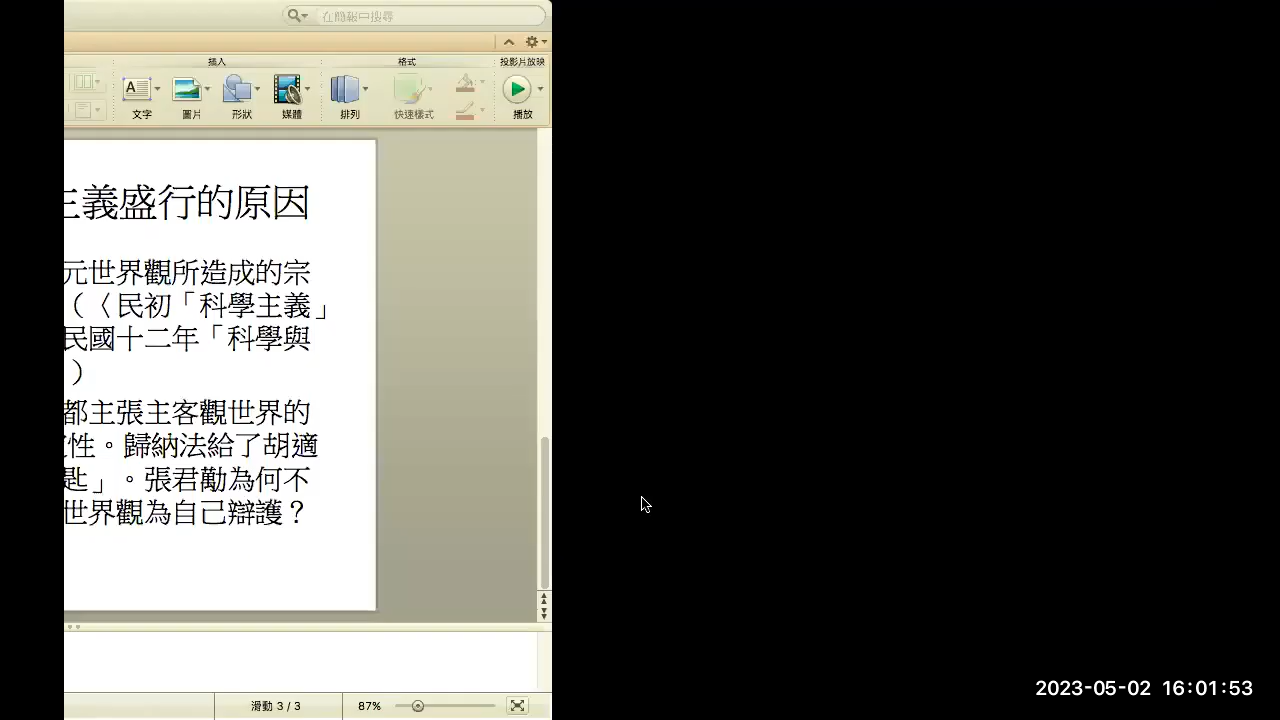 在簡報中搜尋
插入
格式
投影片放映
文字
圖片
形狀
媒體
排列
快速樣式
播放
主義盛行的原因
元世界觀所造成的宗
（〈民初「科學主義」
民國十二年「科學與
）
都主張主客觀世界的
性。歸納法給了胡適
匙」。張君勱為何不
世界觀為自己辯護？
滑動 3 / 3
87%
2023-05-02 16:01:53